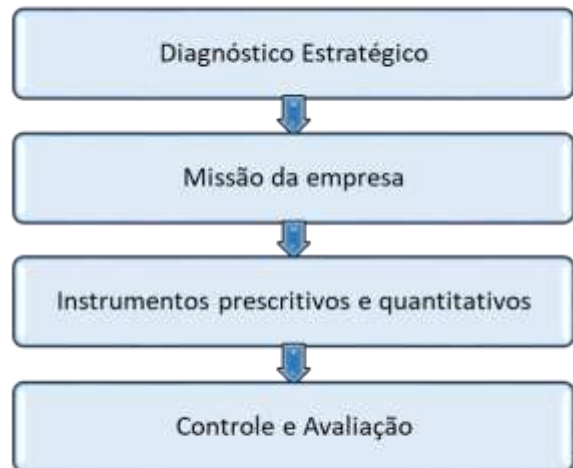 Diagnóstico Estratégico
Missão da empresa
Instrumentos prescritivos e quantitativos
Controle e Avaliação